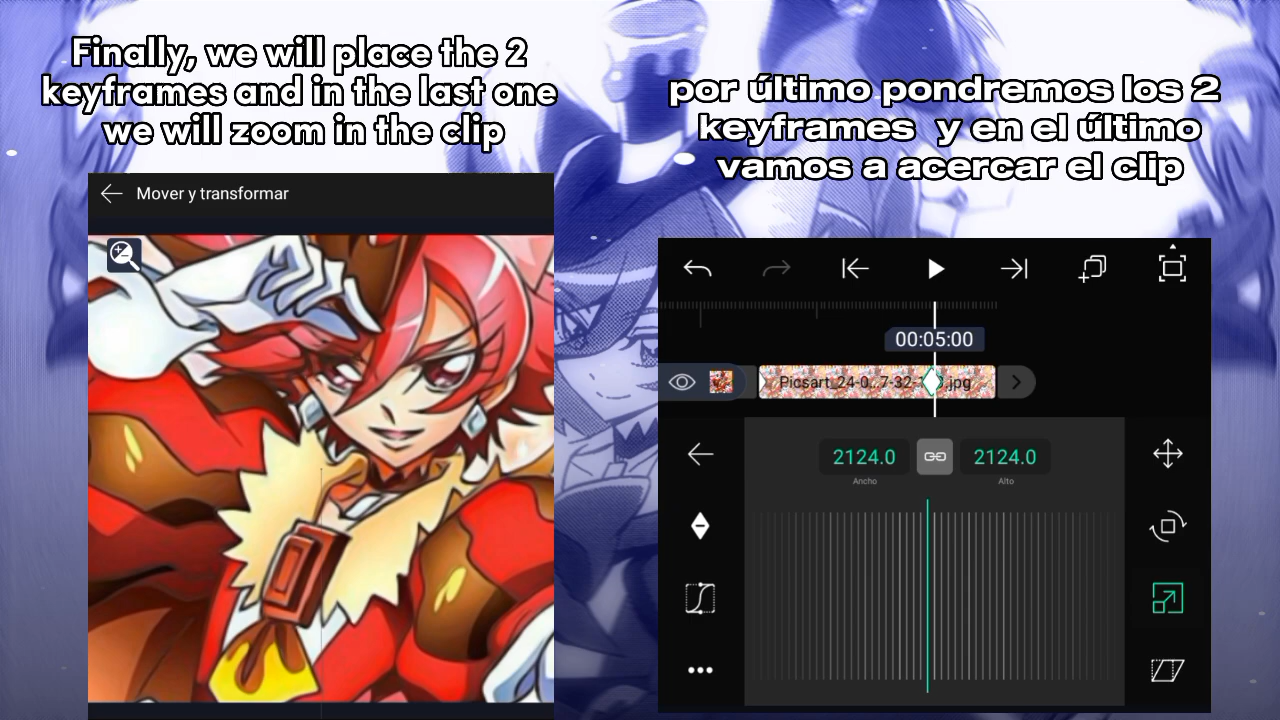 Finally, we will place the 2
keyframes and in the last one
we will zoom in the clip
por último pondremos los 2
keyframes y en el último
vamos a acercar el clip
Mover y transformar
00:05:00
2124.0
2124.0
Ancho
Alto